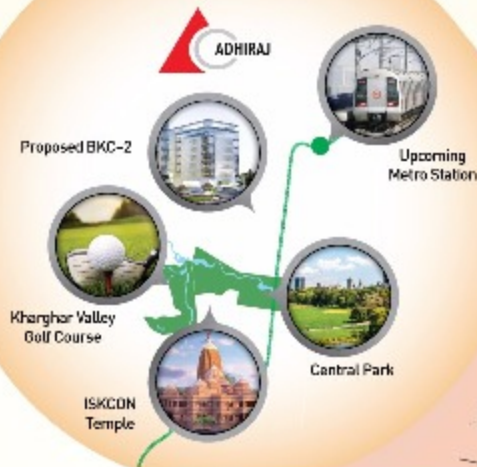 ADHIRAJ
Proposed BKC-2
Upcoming
Metro Station
Kharghar Valley
Golf Course
Central Park
ISKCON
Temple